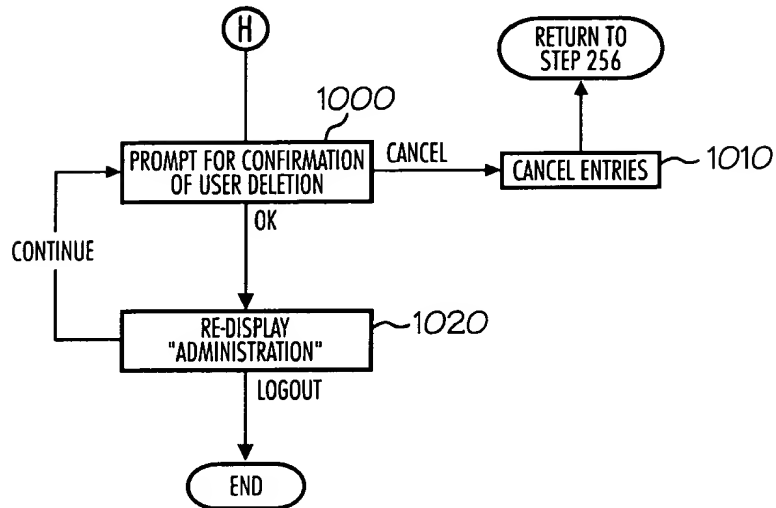 H
RETURN TO
STEP 256
1000
PROMPT FOR CONFIRMATION
OF USER DELETION
CANCEL
CANCEL ENTRIES
1010
OK
CONTINUE
RE-DISPLAY
"ADMINISTRATION"
1020
LOGOUT
END